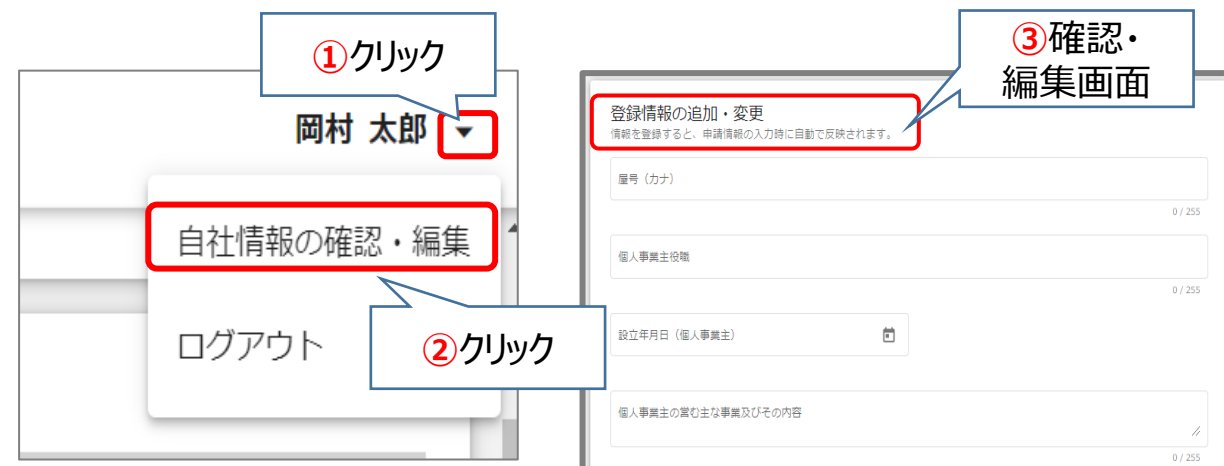 ①クリック
岡村 太郎 ▼
自社情報の確認・編集
ログアウト
②クリック
③確認・
編集画面
登録情報の追加・変更
情報を登録すると、申請情報の入力時に自動で反映されます。
屋号（カナ）
0 / 255
個人事業主役職
0 / 255
設立年月日（個人事業主）
個人事業主の営む主な事業及びその内容
0 / 255